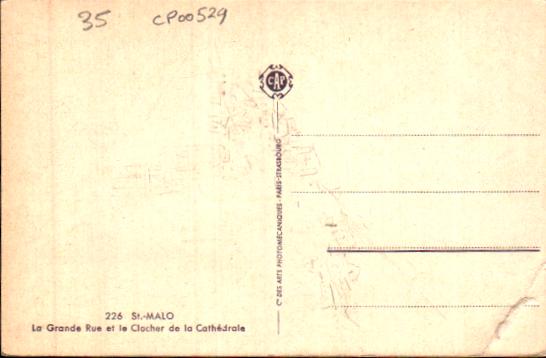 35 CP00529
CAP
Cie DES ARTS PHOTOMÉCANIQUES - PARIS-STRASBOURG
226 St.-MALO
La Grande Rue et le Clocher de la Cathédrale